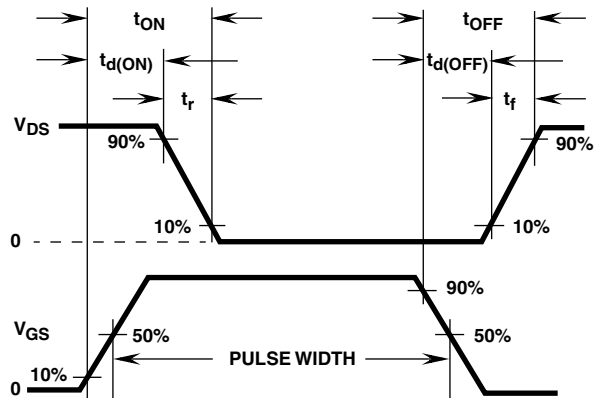 tON
tOFF
td(ON)
td(OFF)
tr
tf
VDS
90%
90%
10%
10%
0
90%
VGS
50%
50%
PULSE WIDTH
10%
0